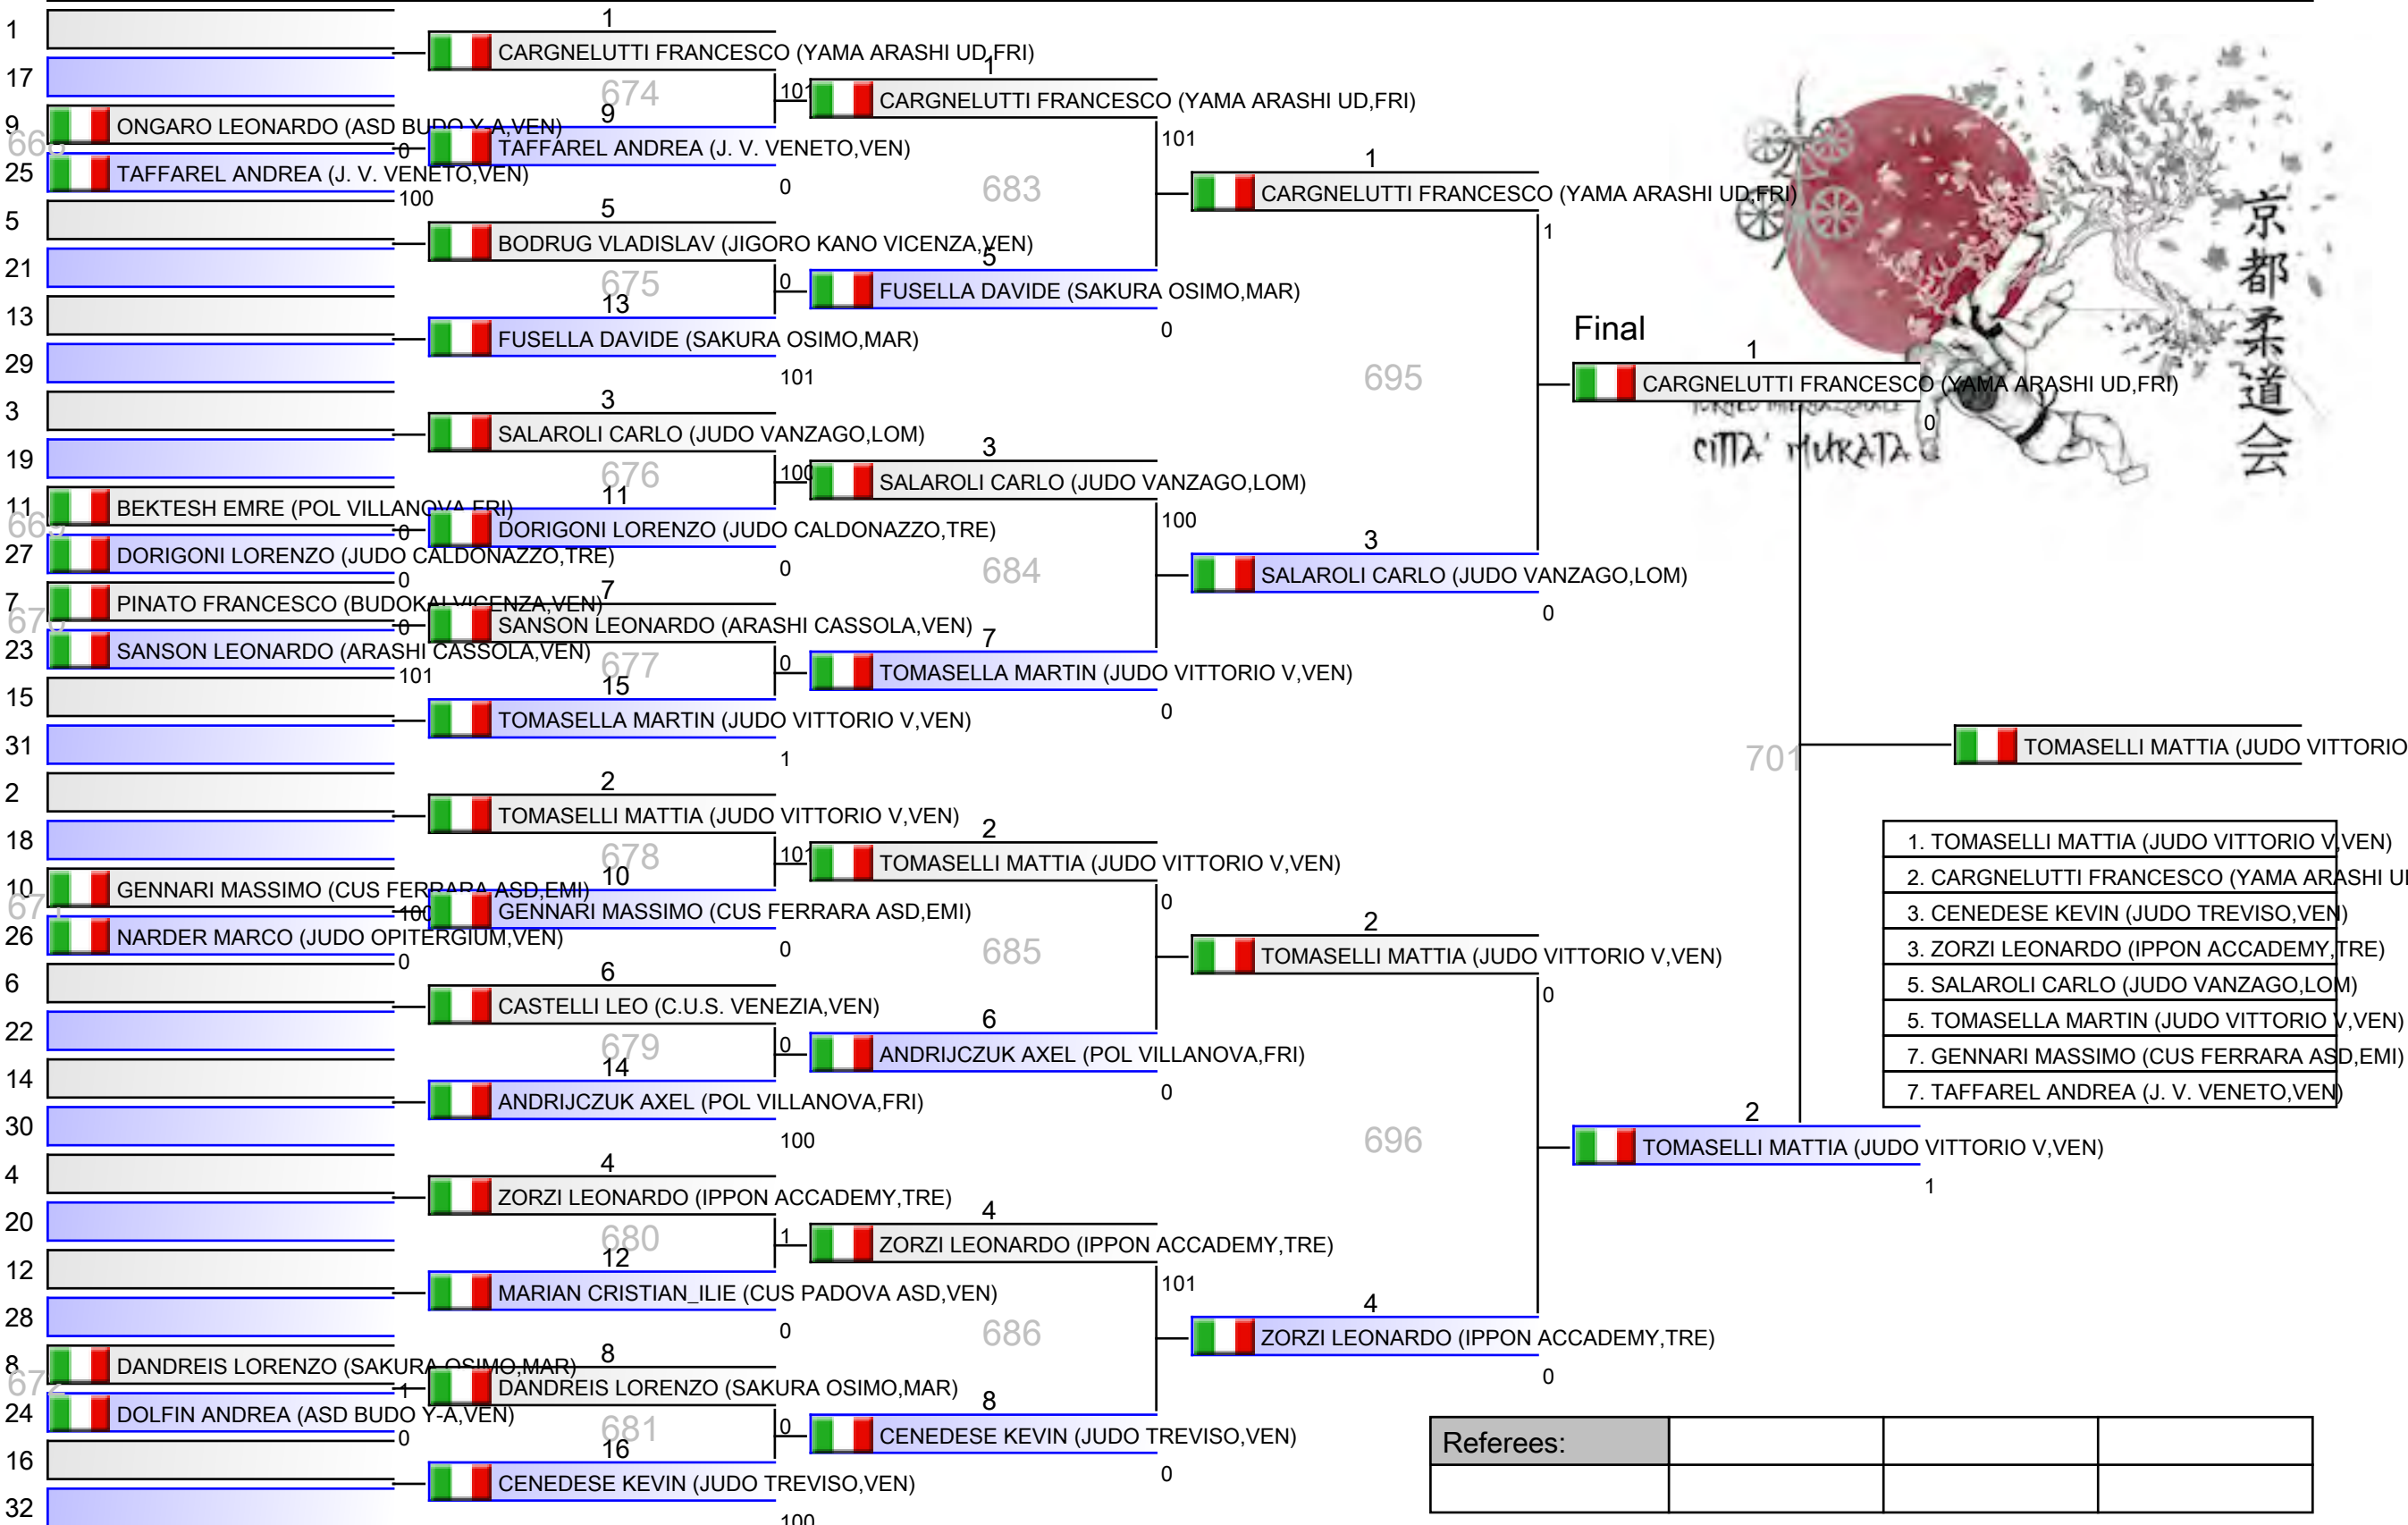 1
1
CARGNELUTTI FRANCESCO (YAMA ARASHI UD,FRI)
17
674
101
1
CARGNELUTTI FRANCESCO (YAMA ARASHI UD,FRI)
9
ONGARO LEONARDO (ASD BUDO Y-A,VEN)
0
9
TAFFAREL ANDREA (J. V. VENETO,VEN)
0
101
25
TAFFAREL ANDREA (J. V. VENETO,VEN)
100
683
1
CARGNELUTTI FRANCESCO (YAMA ARASHI UD,FRI)
1
5
5
BODRUG VLADISLAV (JIGORO KANO VICENZA,VEN)
21
675
0
5
FUSELLA DAVIDE (SAKURA OSIMO,MAR)
0
13
13
FUSELLA DAVIDE (SAKURA OSIMO,MAR)
101
29
695
Final
1
CARGNELUTTI FRANCESCO (YAMA ARASHI UD,FRI)
0
CITTA' MURATA
京都柔道会
3
3
SALAROLI CARLO (JUDO VANZAGO,LOM)
19
676
100
3
SALAROLI CARLO (JUDO VANZAGO,LOM)
100
11
BEKTESH EMRE (POL VILLANOVA,FRI)
0
11
DORIGONI LORENZO (JUDO CALDONAZZO,TRE)
0
27
DORIGONI LORENZO (JUDO CALDONAZZO,TRE)
0
684
3
SALAROLI CARLO (JUDO VANZAGO,LOM)
0
7
PINATO FRANCESCO (BUDOKAI VICENZA,VEN)
0
7
SANSON LEONARDO (ARASHI CASSOLA,VEN)
23
SANSON LEONARDO (ARASHI CASSOLA,VEN)
101
677
0
7
TOMASELLA MARTIN (JUDO VITTORIO V,VEN)
0
15
15
TOMASELLA MARTIN (JUDO VITTORIO V,VEN)
1
31
701
TOMASELLI MATTIA (JUDO VITTORIO
2
2
TOMASELLI MATTIA (JUDO VITTORIO V,VEN)
18
678
101
2
TOMASELLI MATTIA (JUDO VITTORIO V,VEN)
0
10
GENNARI MASSIMO (CUS FERRARA ASD,EMI)
100
10
GENNARI MASSIMO (CUS FERRARA ASD,EMI)
0
26
NARDER MARCO (JUDO OPITERGIUM,VEN)
0
685
2
TOMASELLI MATTIA (JUDO VITTORIO V,VEN)
0
6
6
CASTELLI LEO (C.U.S. VENEZIA,VEN)
22
679
0
6
ANDRIJCZUK AXEL (POL VILLANOVA,FRI)
0
14
14
ANDRIJCZUK AXEL (POL VILLANOVA,FRI)
100
30
696
2
TOMASELLI MATTIA (JUDO VITTORIO V,VEN)
1
1. TOMASELLI MATTIA (JUDO VITTORIO V,VEN)
2. CARGNELUTTI FRANCESCO (YAMA ARASHI
3. CENEDESE KEVIN (JUDO TREVISO,VEN)
3. ZORZI LEONARDO (IPPON ACCADEMY,TRE)
5. SALAROLI CARLO (JUDO VANZAGO,LOM)
5. TOMASELLA MARTIN (JUDO VITTORIO V,VEN)
7. GENNARI MASSIMO (CUS FERRARA ASD,EMI)
7. TAFFAREL ANDREA (J. V. VENETO,VEN)
4
4
ZORZI LEONARDO (IPPON ACCADEMY,TRE)
20
680
1
4
ZORZI LEONARDO (IPPON ACCADEMY,TRE)
101
12
12
MARIAN CRISTIAN_ILIE (CUS PADOVA ASD,VEN)
0
28
686
4
ZORZI LEONARDO (IPPON ACCADEMY,TRE)
0
8
DANDREIS LORENZO (SAKURA OSIMO,MAR)
1
8
DANDREIS LORENZO (SAKURA OSIMO,MAR)
24
DOLFIN ANDREA (ASD BUDO Y-A,VEN)
0
681
0
8
CENEDESE KEVIN (JUDO TREVISO,VEN)
0
16
16
CENEDESE KEVIN (JUDO TREVISO,VEN)
100
32
Referees: